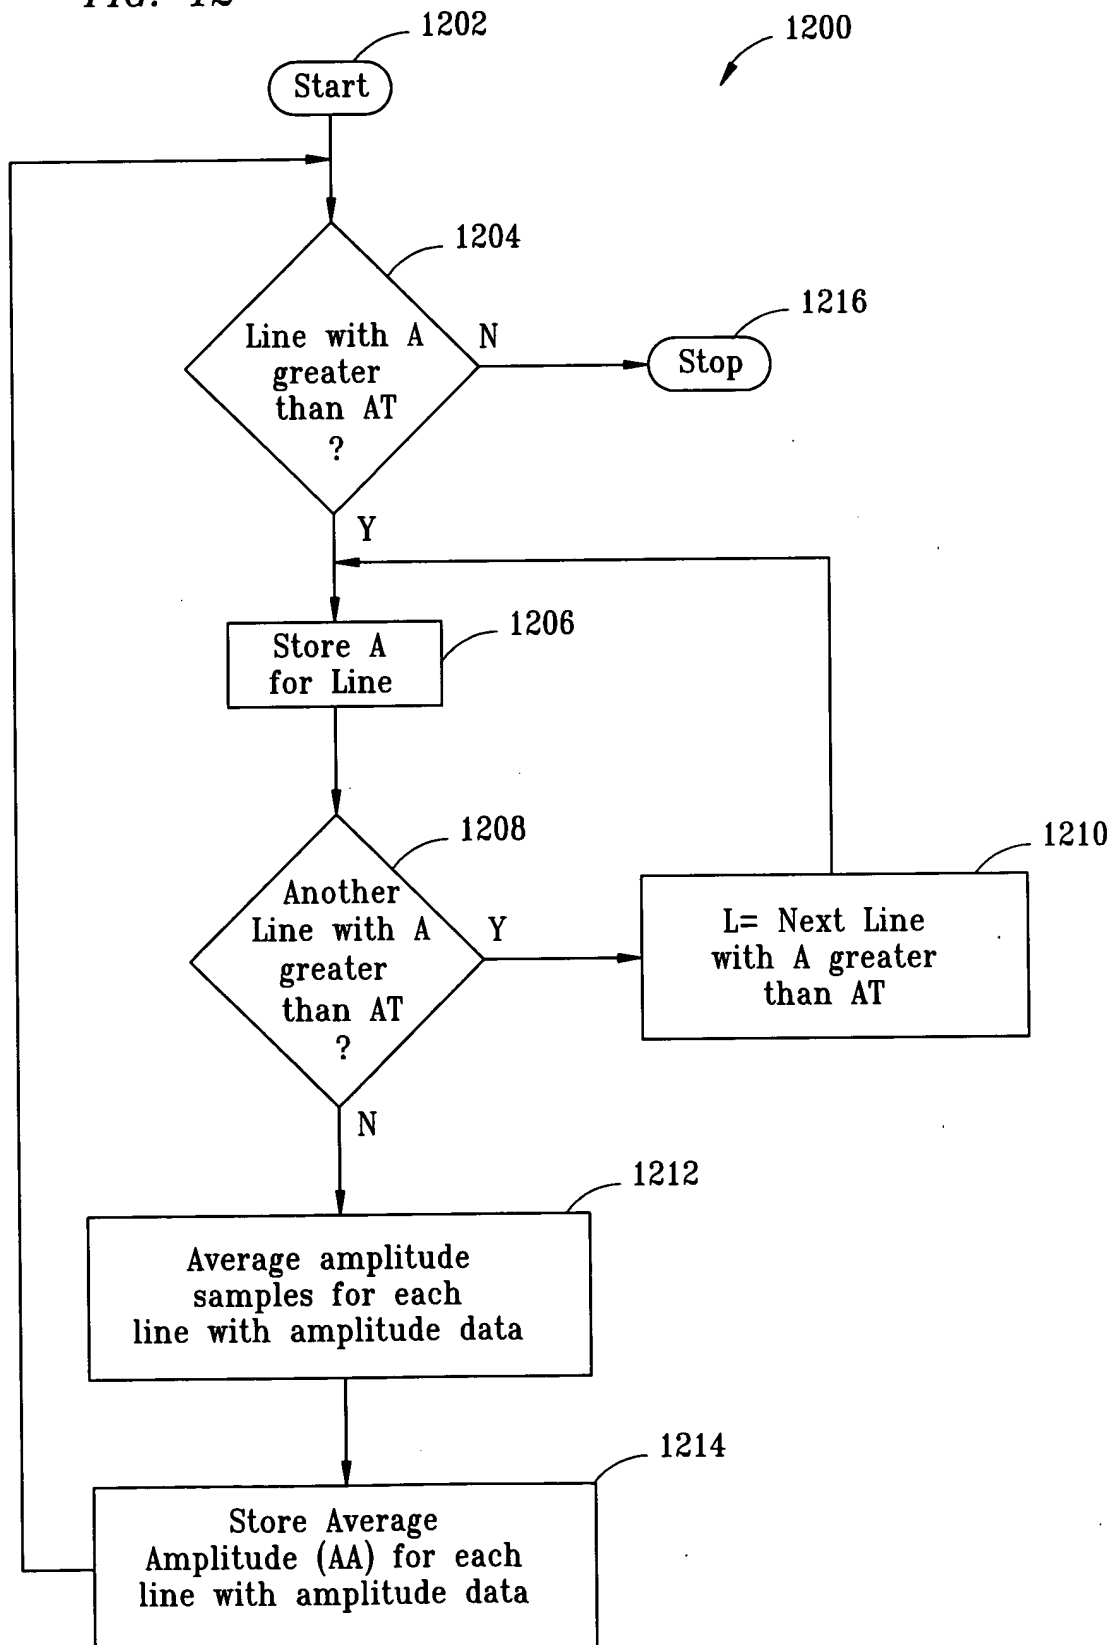 FIG. 12
1202
1200
Start
1204
Line with A
greater
than AT
?
N
1216
Stop
Y
1206
Store A
for Line
1208
Another
Line with A
greater
than AT
?
Y
1210
L= Next Line
with A greater
than AT
N
1212
Average amplitude
samples for each
line with amplitude data
1214
Store Average
Amplitude (AA) for each
line with amplitude data